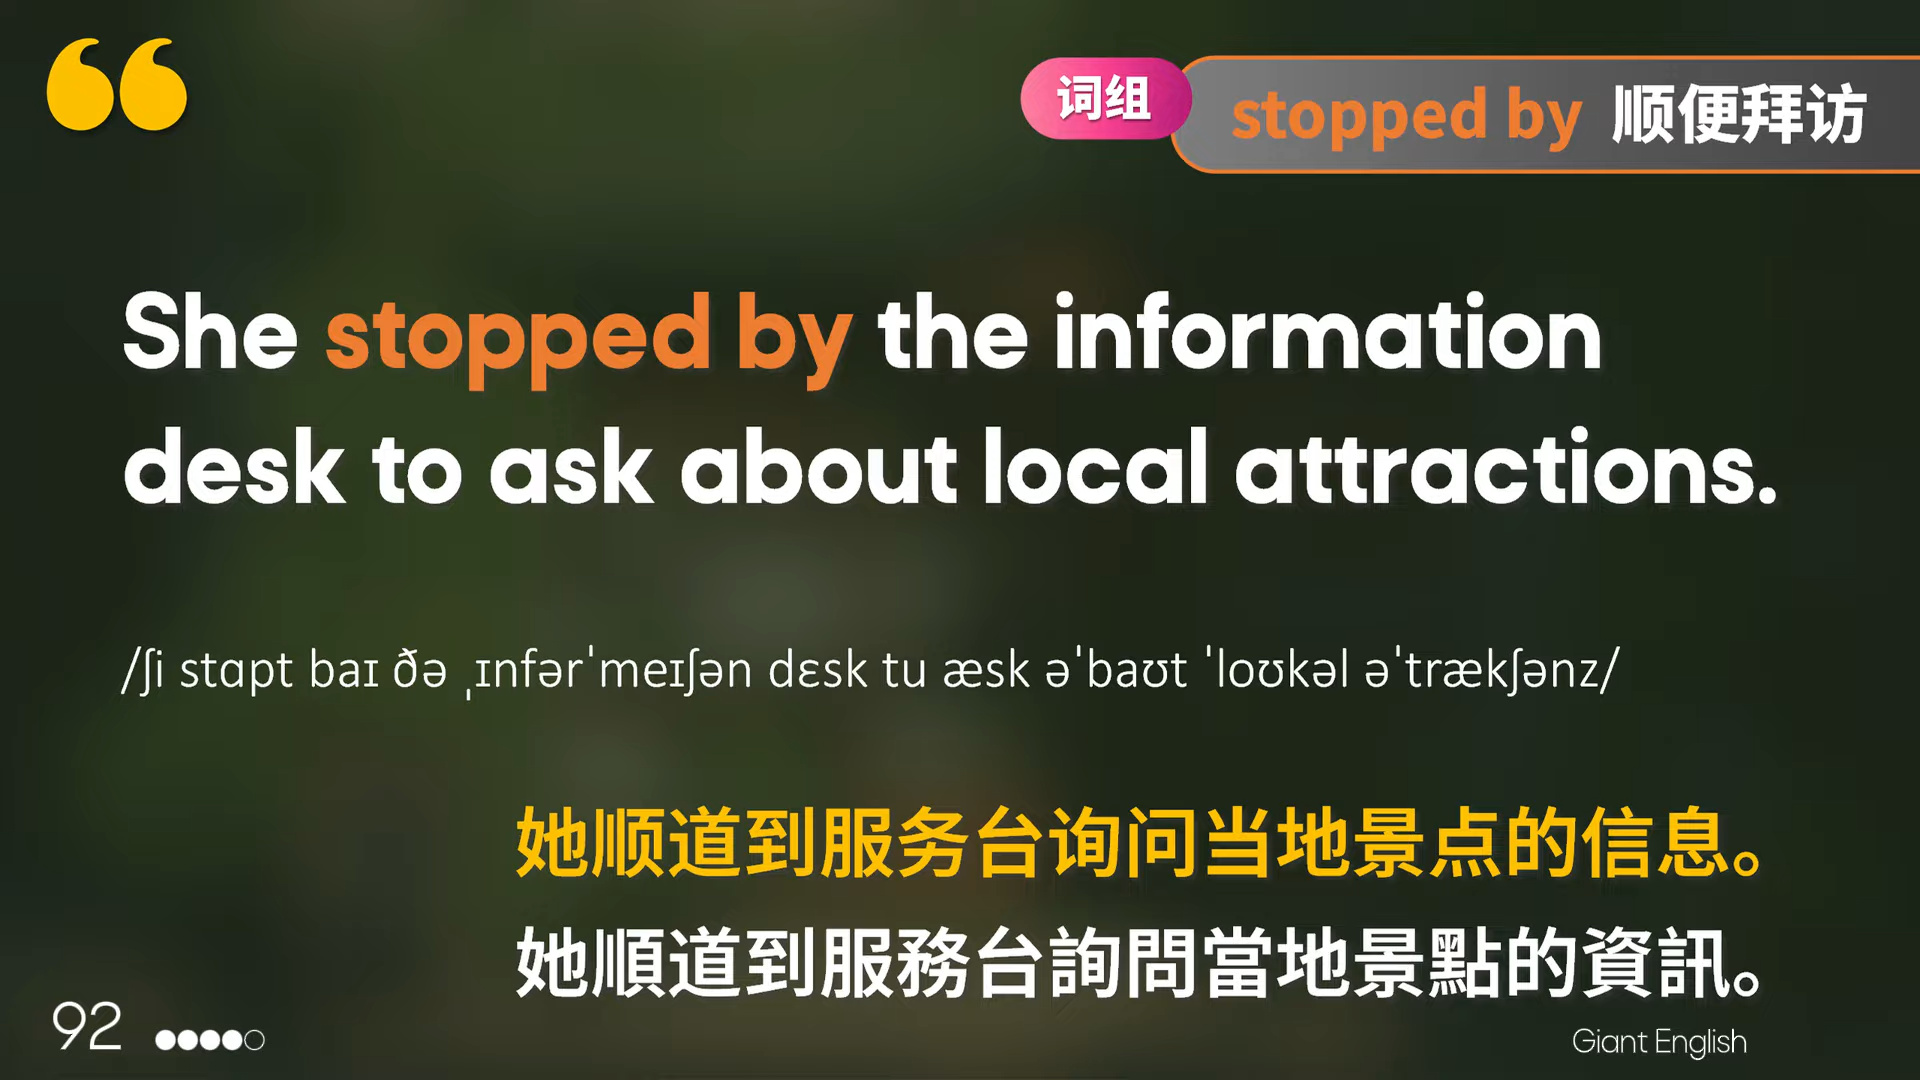 词组
stopped by 顺便拜访
She stopped by the information
desk to ask about local attractions.
/ʃi stɑpt baɪ ðə ˌɪnfərˈmeɪʃən dɛsk tu æsk əˈbaʊt ˈloʊkəl əˈtrækʃənz/
她顺道到服务台询问当地景点的信息。
她順道到服務台詢問當地景點的資訊。
92
Giant English